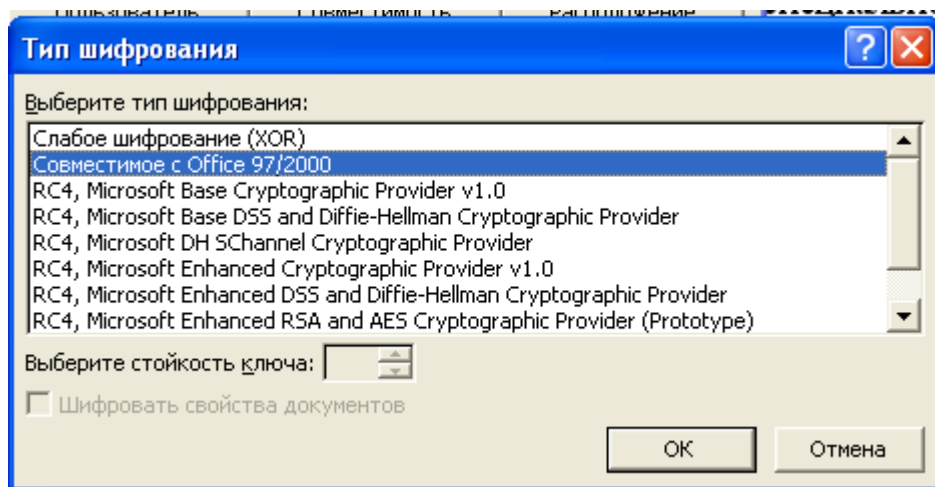 Пользователь Совместимость Расположение
Тип шифрования
Выберите тип шифрования:
Слабое шифрование (XOR)
Совместимое с Office 97/2000
RC4, Microsoft Base Cryptographic Provider v1.0
RC4, Microsoft Base DSS and Diffie-Hellman Cryptographic Provider
RC4, Microsoft DH SChannel Cryptographic Provider
RC4, Microsoft Enhanced Cryptographic Provider v1.0
RC4, Microsoft Enhanced DSS and Diffie-Hellman Cryptographic Provider
RC4, Microsoft Enhanced RSA and AES Cryptographic Provider (Prototype)
Выберите стойкость ключа:
Шифровать свойства документов
ОК Отмена